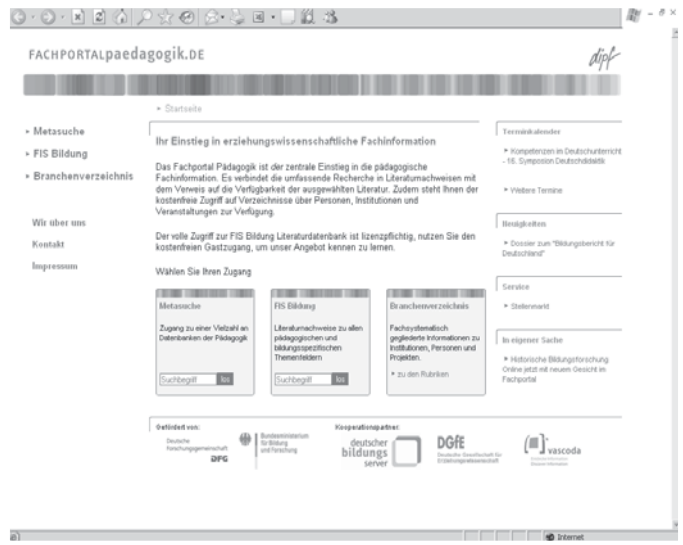 FACHPORTALpaedagogik.DE
dipf
Startseite
Metasuche
FIS Bildung
Branchenverzeichnis
Wir über uns
Kontakt
Impressum
Ihr Einstieg in erziehungswissenschaftliche Fachinformation
Das Fachportal Pädagogik ist der zentrale Einstieg in die pädagogische
Fachinformation. Es verbindet die umfassende Recherche in Literaturnachweisen mit
dem Verweis auf die Verfügbarkeit der ausgewählten Literatur. Zudem steht Ihnen der
kostenfreie Zugriff auf Verzeichnisse über Personen, Institutionen und
Veranstaltungen zur Verfügung.
Der volle Zugriff zur FIS Bildung Literaturdatenbank ist lizenzpflichtig, nutzen Sie den
kostenfreien Gastzugang, um unser Angebot kennen zu lernen.
Wählen Sie Ihren Zugang
Metasuche
Zugang zu einer Vielzahl an
Datenbanken der Pädagogik
Suchbegriff los
FIS Bildung
Literaturnachweise zu allen
pädagogischen und
bildungsspezifischen
Themenfeldern
Suchbegriff los
Branchenverzeichnis
Fachsystematisch
gegliederte Informationen zu
Institutionen, Personen und
Projekten.
zu den Rubriken
Terminkalender
Kompetenzen im Deutschunterricht
- 16. Symposion Deutschdidaktik
Weitere Termine
Neuigkeiten
Dossier zum "Bildungsbericht für
Deutschland"
Service
Stellenmarkt
In eigener Sache
Historische Bildungsforschung
Online jetzt mit neuem Gesicht im
Fachportal
Gefördert von:
Deutsche
Forschungsgemeinschaft
DFG
Bundesministerium
für Bildung
und Forschung
Kooperationspartner:
deutscher
bildungs
server
DGfE
Deutsche Gesellschaft für
Erziehungswissenschaft
vascoda
Internet